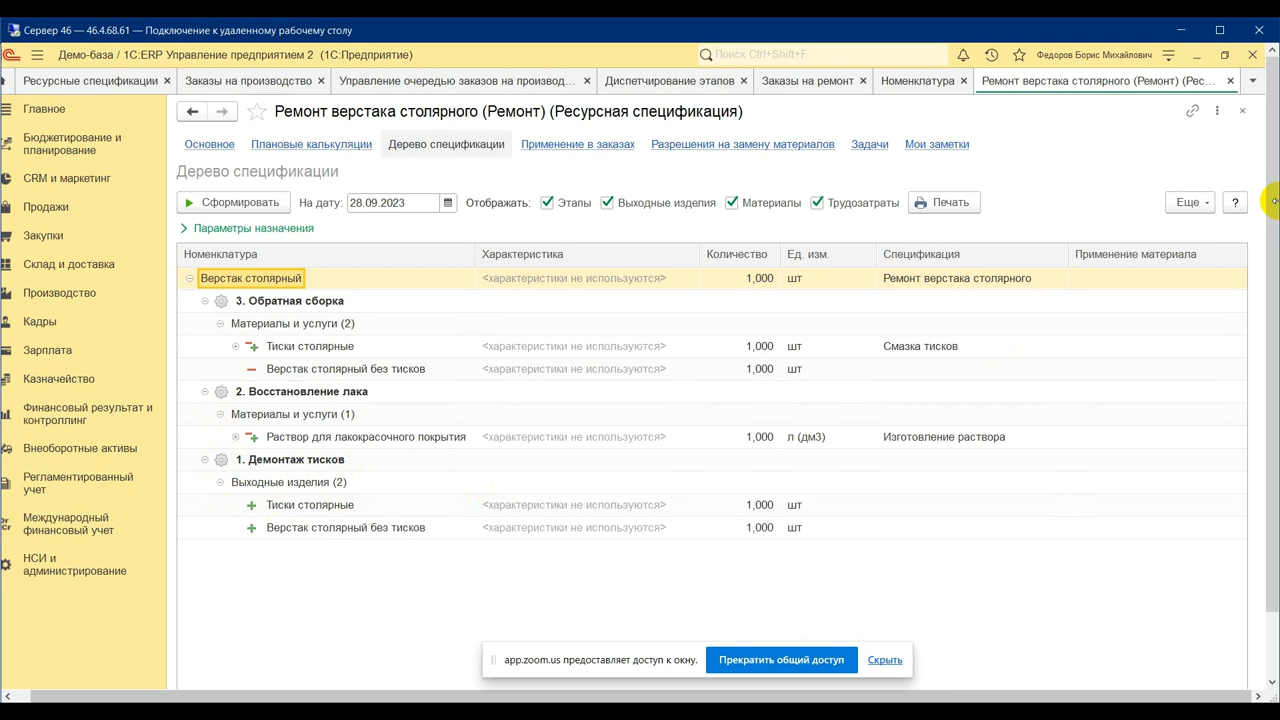 Сервер 46 — 46.4.68.61 — Подключение к удаленному рабочему столу
Демо-база / 1С:ERP Управление предприятием 2 (1С:Предприятие)
Поиск Ctrl+Shift+F
Федоров Борис Михайлович
Ресурсные спецификации ×
Заказы на производство ×
Управление очередью заказов на производ... ×
Диспетчирование этапов ×
Заказы на ремонт ×
Номенклатура ×
Ремонт верстака столярного (Ремонт) (Рес... ×
Главное
Бюджетирование и
планирование
CRM и маркетинг
Продажи
Закупки
Склад и доставка
Производство
Кадры
Зарплата
Казначейство
Финансовый результат и
контроллинг
Внеоборотные активы
Регламентированный
учет
Международный
финансовый учет
НСИ и
администрирование
Ремонт верстака столярного (Ремонт) (Ресурсная спецификация)
Основное Плановые калькуляции Дерево спецификации Применение в заказах Разрешения на замену материалов Задачи Мои заметки
Дерево спецификации
Сформировать На дату: 28.09.2023 Отображать: Этапы Выходные изделия Материалы Трудозатраты Печать Еще ?
Параметры назначения
Номенклатура Характеристика Количество Ед. изм. Спецификация Применение материала
Верстак столярный <характеристики не используются> 1,000 шт Ремонт верстака столярного
3. Обратная сборка
Материалы и услуги (2)
Тиски столярные <характеристики не используются> 1,000 шт Смазка тисков
Верстак столярный без тисков <характеристики не используются> 1,000 шт
2. Восстановление лака
Материалы и услуги (1)
Раствор для лакокрасочного покрытия <характеристики не используются> 1,000 л (дм3) Изготовление раствора
1. Демонтаж тисков
Выходные изделия (2)
Тиски столярные <характеристики не используются> 1,000 шт
Верстак столярный без тисков <характеристики не используются> 1,000 шт
app.zoom.us предоставляет доступ к окну. Прекратить общий доступ Скрыть